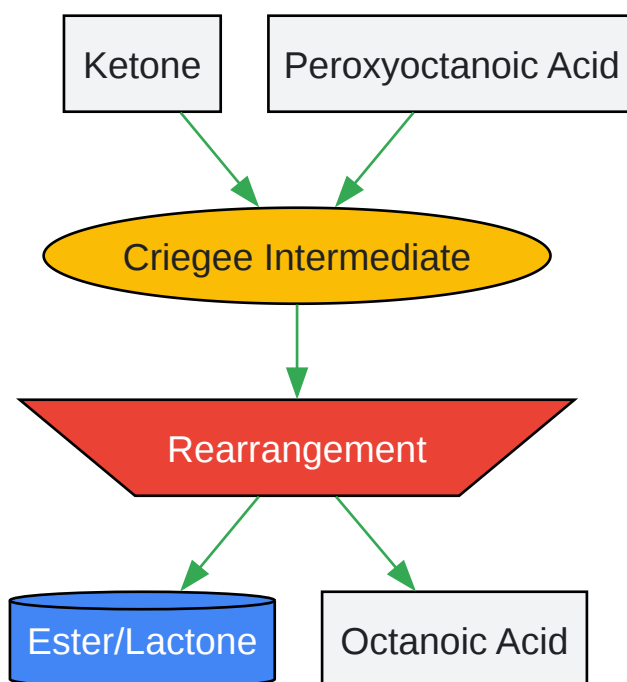 Ketone
Peroxyoctanoic Acid
Criegee Intermediate
Rearrangement
Ester/Lactone
Octanoic Acid